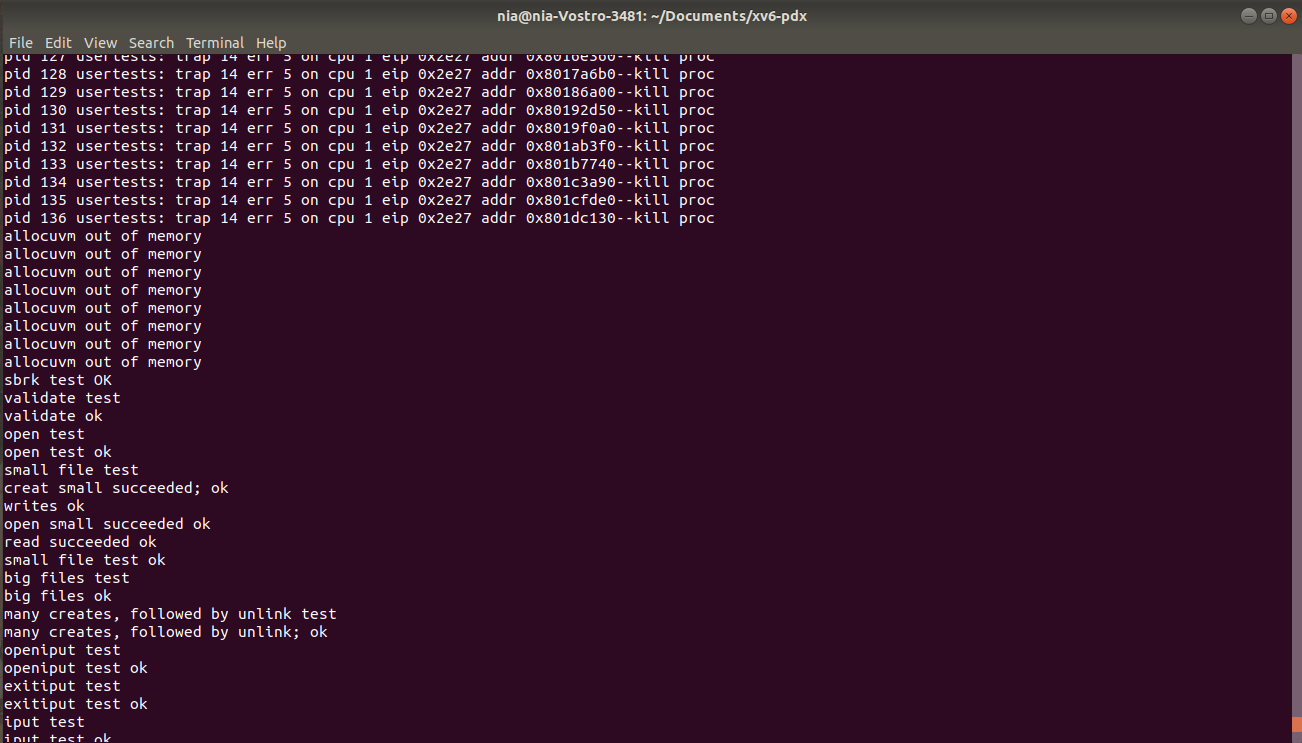 nia@nia-Vostro-3481: ~/Documents/xv6-pdx
File Edit View Search Terminal Help
pid 127 usertests: trap 14 err 5 on cpu 1 eip 0x2e27 addr 0x8016e360--kill proc
pid 128 usertests: trap 14 err 5 on cpu 1 eip 0x2e27 addr 0x8017a6b0--kill proc
pid 129 usertests: trap 14 err 5 on cpu 1 eip 0x2e27 addr 0x80186a00--kill proc
pid 130 usertests: trap 14 err 5 on cpu 1 eip 0x2e27 addr 0x80192d50--kill proc
pid 131 usertests: trap 14 err 5 on cpu 1 eip 0x2e27 addr 0x8019f0a0--kill proc
pid 132 usertests: trap 14 err 5 on cpu 1 eip 0x2e27 addr 0x801ab3f0--kill proc
pid 133 usertests: trap 14 err 5 on cpu 1 eip 0x2e27 addr 0x801b7740--kill proc
pid 134 usertests: trap 14 err 5 on cpu 1 eip 0x2e27 addr 0x801c3a90--kill proc
pid 135 usertests: trap 14 err 5 on cpu 1 eip 0x2e27 addr 0x801cfde0--kill proc
pid 136 usertests: trap 14 err 5 on cpu 1 eip 0x2e27 addr 0x801dc130--kill proc
allocuvm out of memory
allocuvm out of memory
allocuvm out of memory
allocuvm out of memory
allocuvm out of memory
allocuvm out of memory
allocuvm out of memory
allocuvm out of memory
sbrk test OK
validate test
validate ok
open test
open test ok
small file test
creat small succeeded; ok
writes ok
open small succeeded ok
read succeeded ok
small file test ok
big files test
big files ok
many creates, followed by unlink test
many creates, followed by unlink; ok
openiput test
openiput test ok
exitiput test
exitiput test ok
iput test
iput test ok